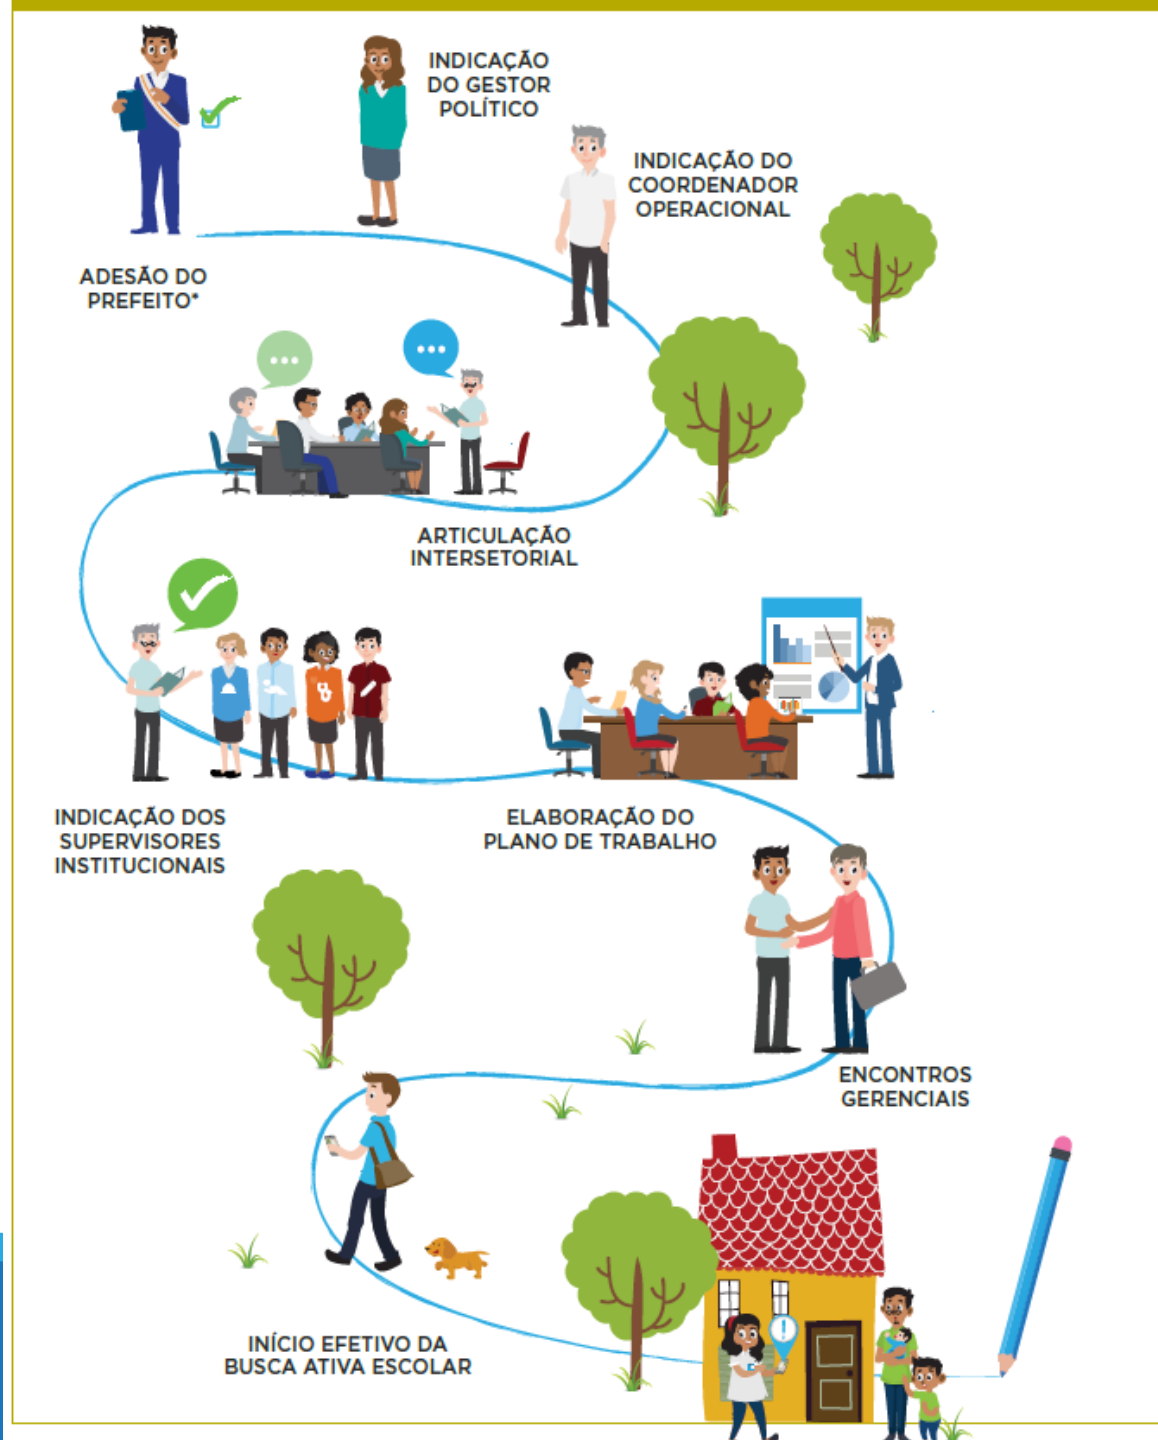 INDICAÇÃO
DO GESTOR
POLÍTICO
INDICAÇÃO DO
COORDENADOR
OPERACIONAL
ADESÃO DO
PREFEITO*
ARTICULAÇÃO
INTERSETORIAL
INDICAÇÃO DOS
SUPERVISORES
INSTITUCIONAIS
ELABORAÇÃO DO
PLANO DE TRABALHO
ENCONTROS
GERENCIAIS
INÍCIO EFETIVO DA
BUSCA ATIVA ESCOLAR